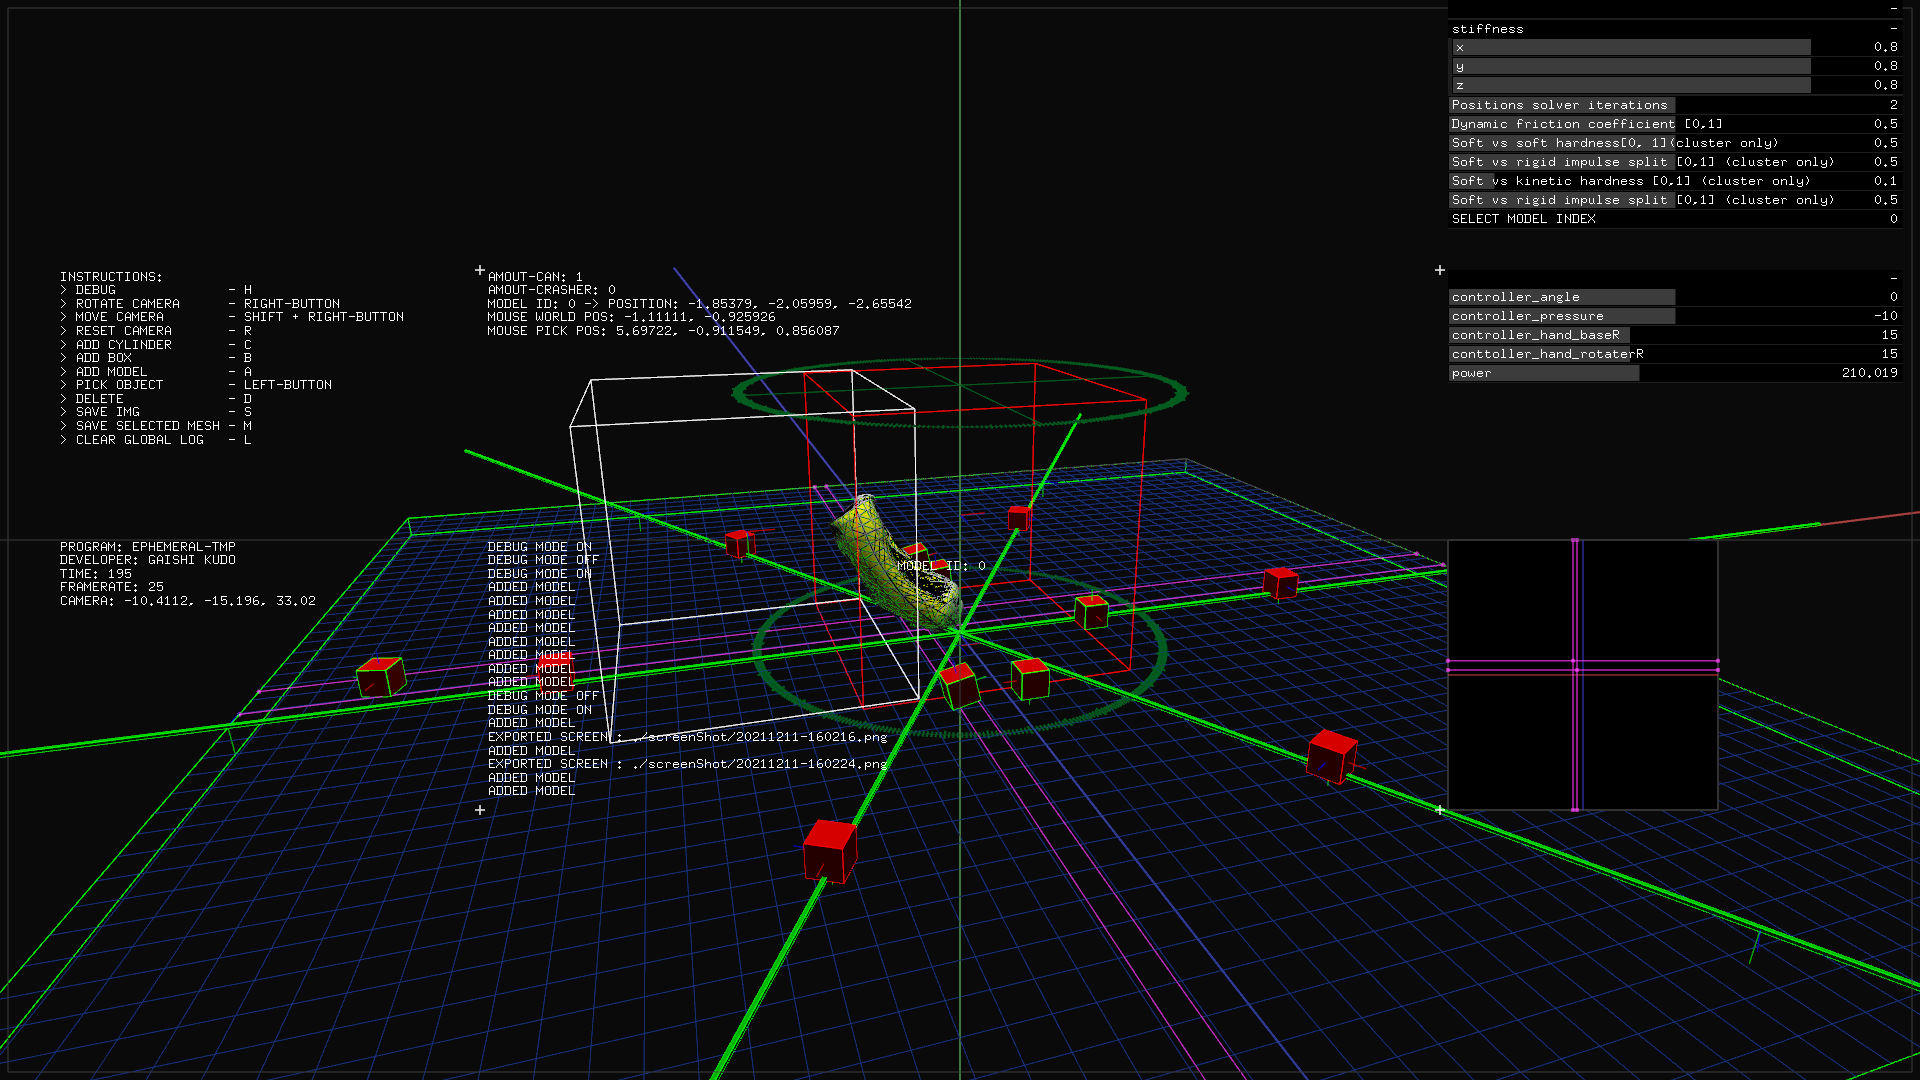 -
stiffness -
x 0.8
y 0.8
z 0.8
Positions solver iterations 2
Dynamic friction coefficient [0,1] 0.5
Soft vs soft hardness[0, 1](cluster only) 0.5
Soft vs rigid impulse split [0,1] (cluster only) 0.5
Soft vs kinetic hardness [0,1] (cluster only) 0.1
Soft vs rigid impulse split [0,1] (cluster only) 0.5
SELECT MODEL INDEX 0
INSTRUCTIONS:
> DEBUG - H
> ROTATE CAMERA - RIGHT-BUTTON
> MOVE CAMERA - SHIFT + RIGHT-BUTTON
> RESET CAMERA - R
> ADD CYLINDER - C
> ADD BOX - B
> ADD MODEL - A
> PICK OBJECT - LEFT-BUTTON
> DELETE - D
> SAVE IMG - S
> SAVE SELECTED MESH - M
> CLEAR GLOBAL LOG - L
AMOUT-CAN: 1
AMOUT-CRASHER: 0
MODEL ID: 0 -> POSITION: -1.85379, -2.05959, -2.65542
MOUSE WORLD POS: -1.11111, -0.925926
MOUSE PICK POS: 5.69722, -0.911549, 0.856087
-
controller_angle 0
controller_pressure -10
controller_hand_baseR 15
conttoller_hand_rotaterR 15
power 210.019
PROGRAM: EPHEMERAL-TMP
DEVELOPER: GAISHI KUDO
TIME: 195
FRAMERATE: 25
CAMERA: -10.4112, -15.196, 33.02
DEBUG MODE ON
DEBUG MODE OFF
DEBUG MODE ON
ADDED MODEL
ADDED MODEL
ADDED MODEL
ADDED MODEL
ADDED MODEL
ADDED MODEL
ADDED MODEL
ADDED MODEL
DEBUG MODE OFF
DEBUG MODE ON
ADDED MODEL
EXPORTED SCREEN : ./screenShot/20211211-160216.png
ADDED MODEL
EXPORTED SCREEN : ./screenShot/20211211-160224.png
ADDED MODEL
ADDED MODEL
MODEL ID: 0